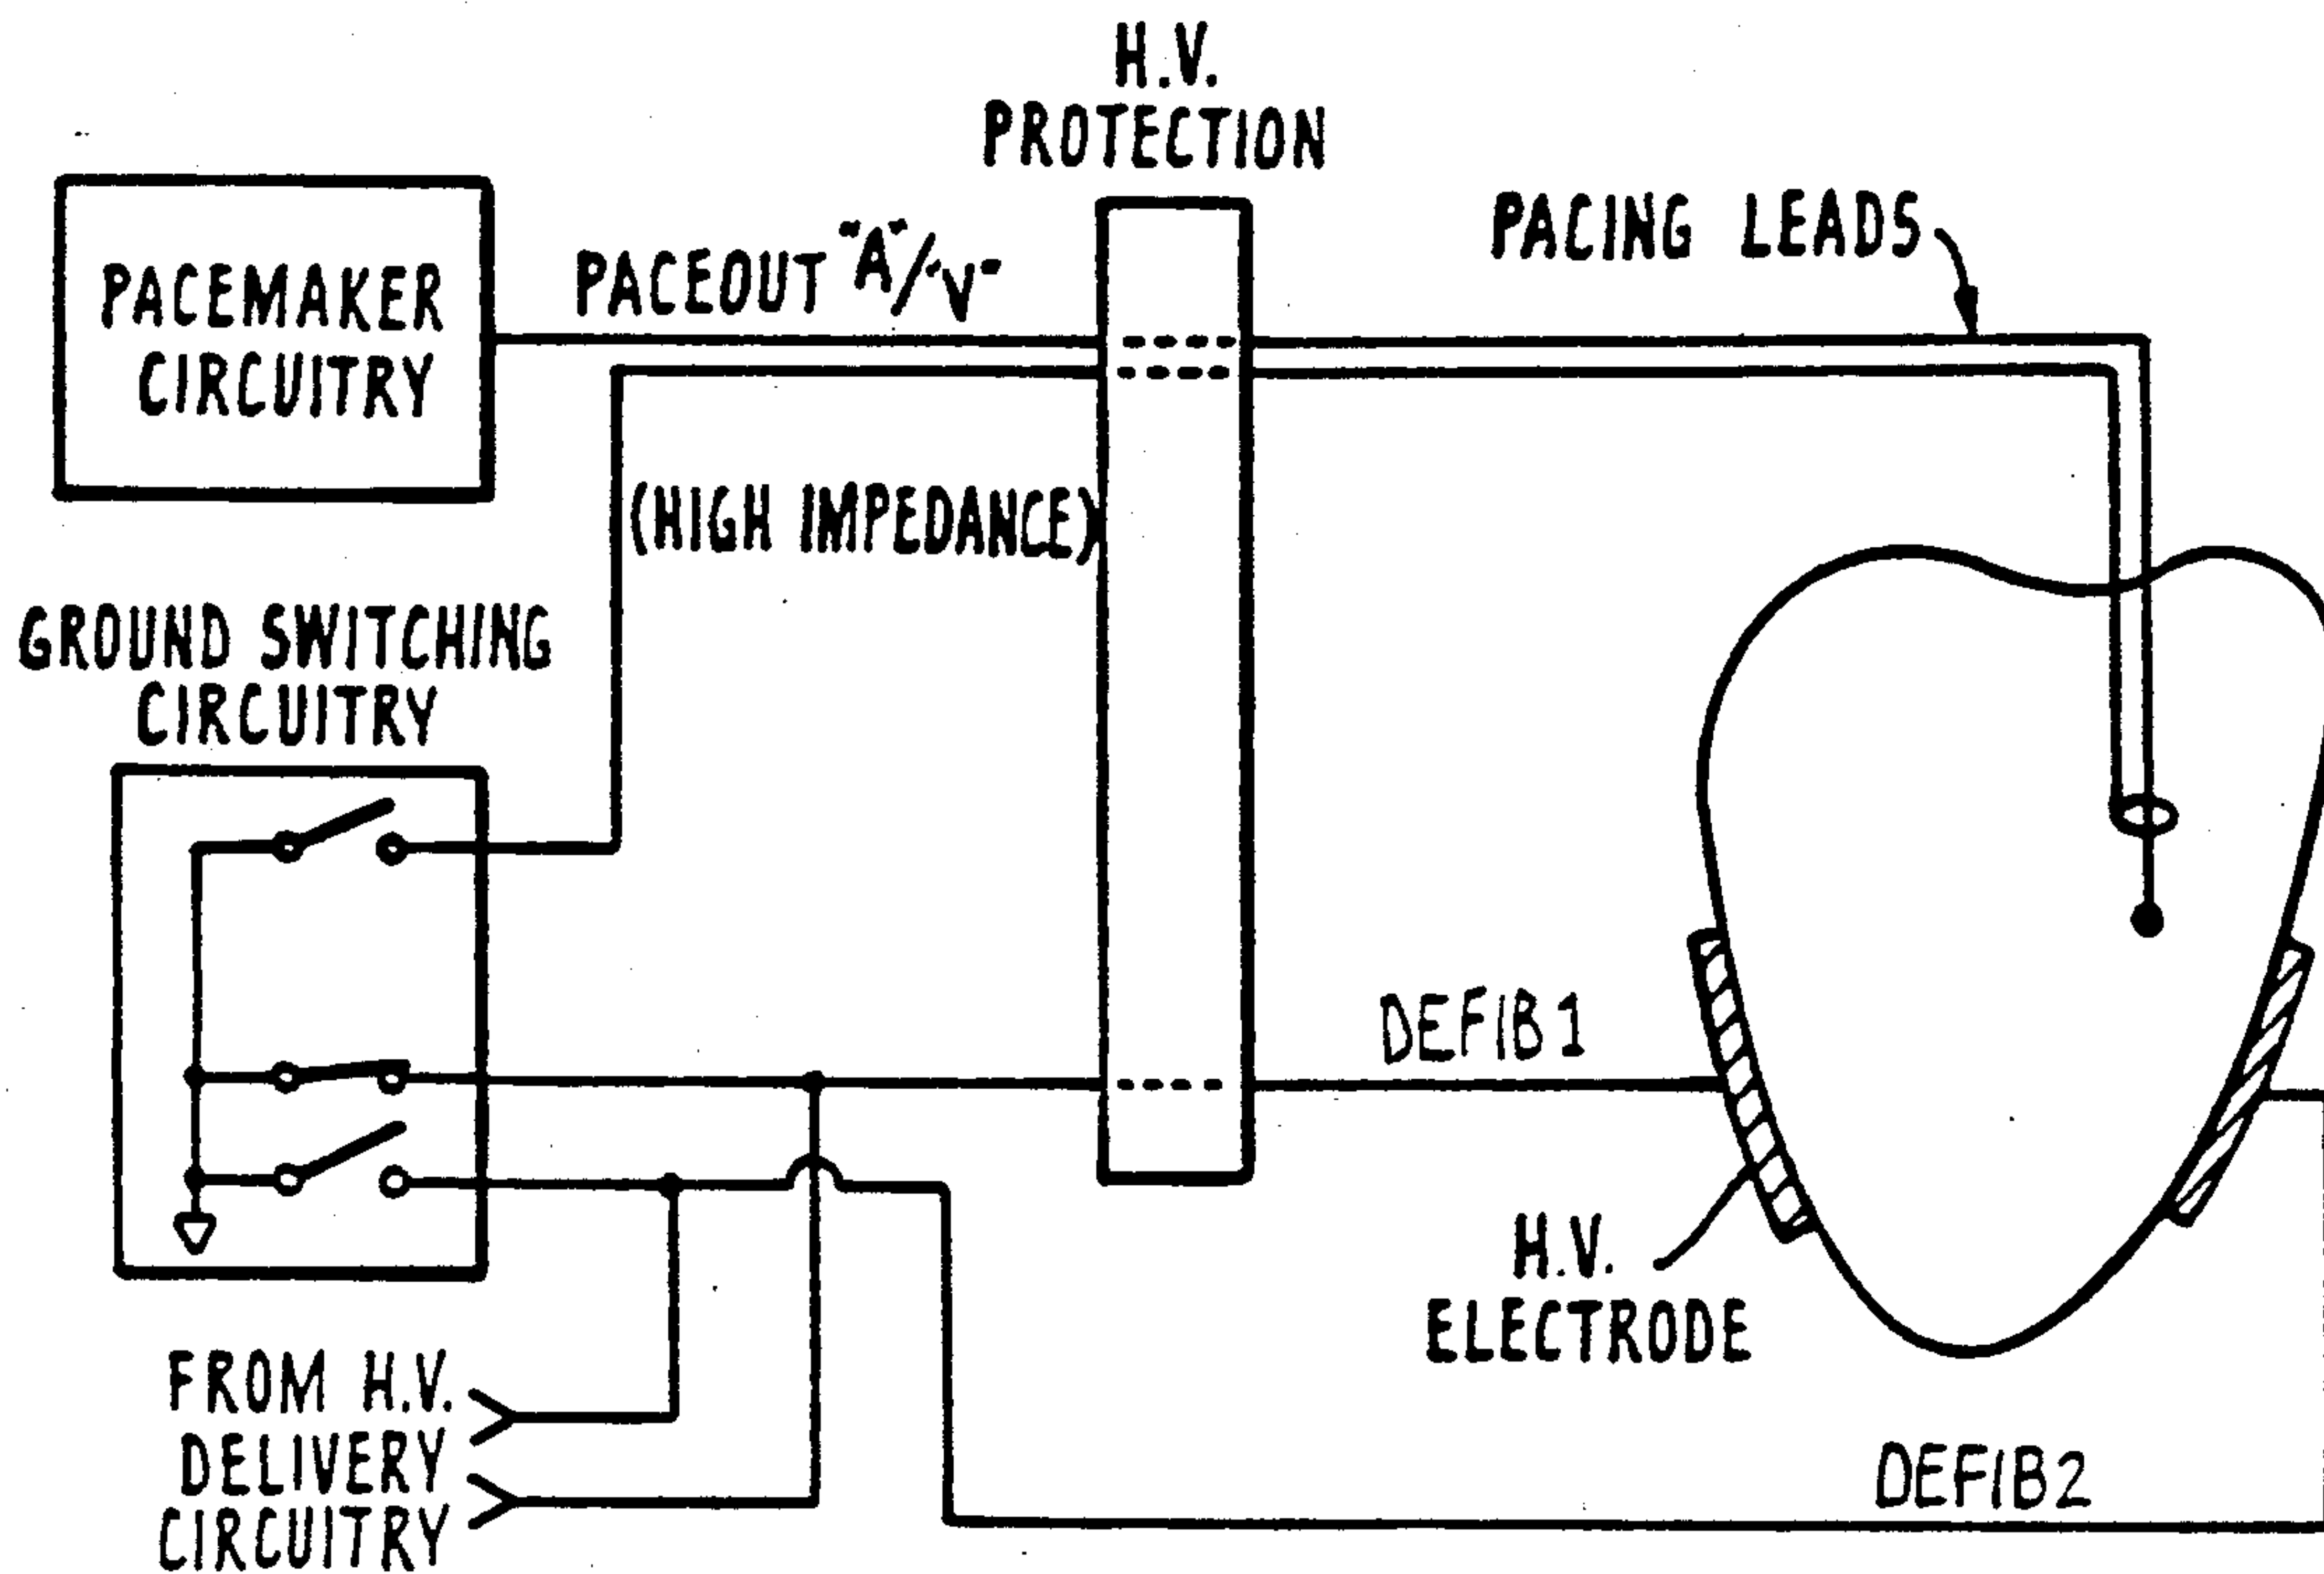 H.V.
PROTECTION
PACEMAKER
CIRCUITRY
PACEOUT "A"/"V"
PACING LEADS
(HIGH IMPEDANCE)
GROUND SWITCHING
CIRCUITRY
DEFIB1
H.V.
ELECTRODE
FROM H.V.
DELIVERY
CIRCUITRY
DEFIB2